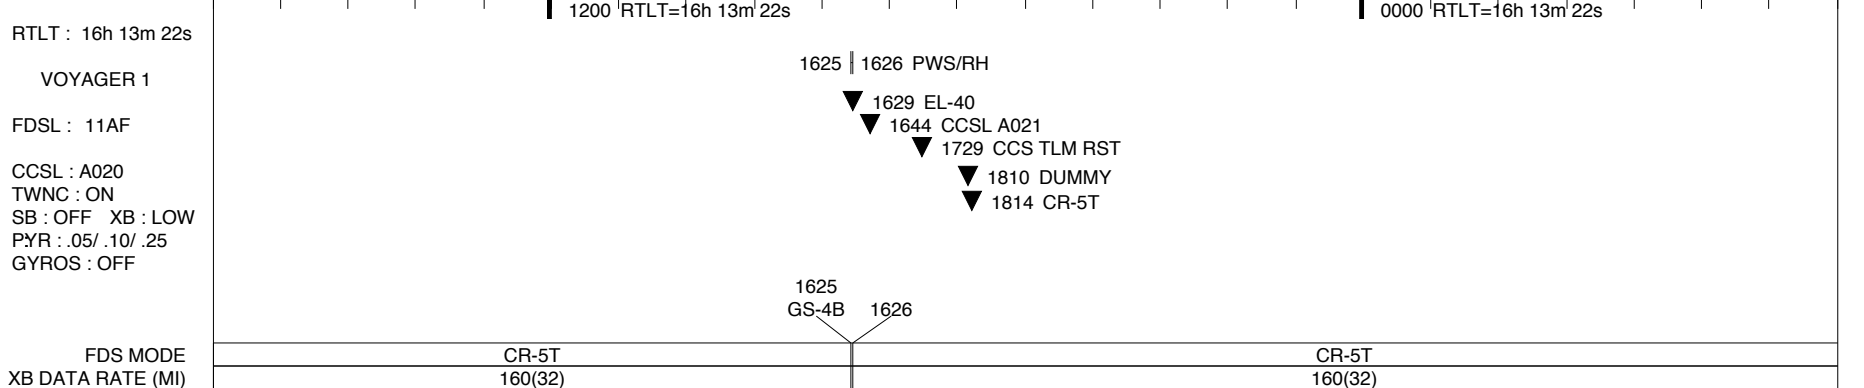 1200 RTLT=16h 13m 22s 0000 RTLT=16h 13m 22s
RTLT : 16h 13m 22s
1625 1626 PWS/RH
VOYAGER 1
1629 EL-40
FDSL : 11AF 1644 CCSL A021
1729 CCS TLM RST
CCSL : A020 1810 DUMMY
TWNC : ON
1814 CR-5T
SB : OFF XB : LOW
P:YR : .05/ .10/ .25
GYROS : OFF
1625
GS-4B 1626
FDS MODE CR-5T CR-5T
XB DATA RATE (MI) 160(32) 160(32)